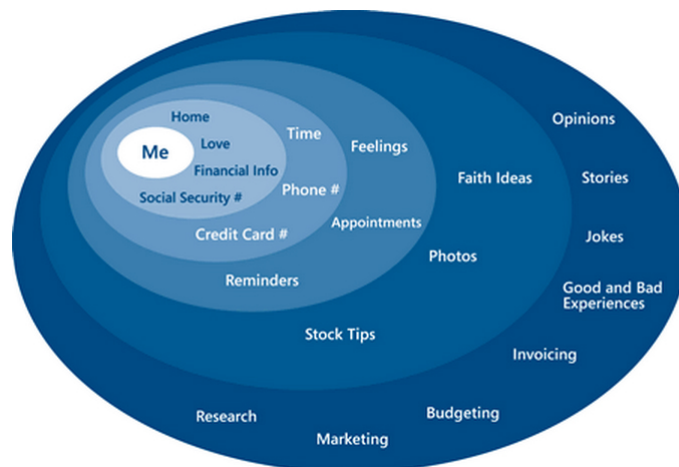 Home
Me
Love
Financial Info
Social Security #
Time
Phone #
Credit Card #
Feelings
Appointments
Reminders
Faith Ideas
Photos
Stock Tips
Opinions
Stories
Jokes
Good and Bad
Experiences
Invoicing
Budgeting
Marketing
Research